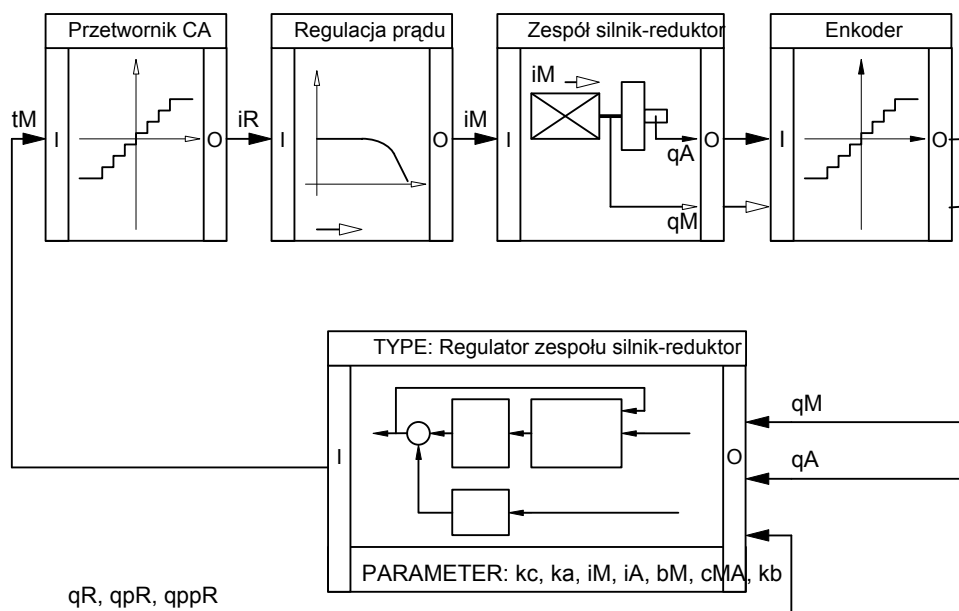 Przetwornik CA
Regulacja prądu
Zespół silnik-reduktor
Enkoder
tM
I
O
iR
I
O
iM
I
iM
qA
qM
O
I
O
TYPE: Regulator zespołu silnik-reduktor
I
O
qM
qA
PARAMETER: kc, ka, iM, iA, bM, cMA, kb
qR, qpR, qppR